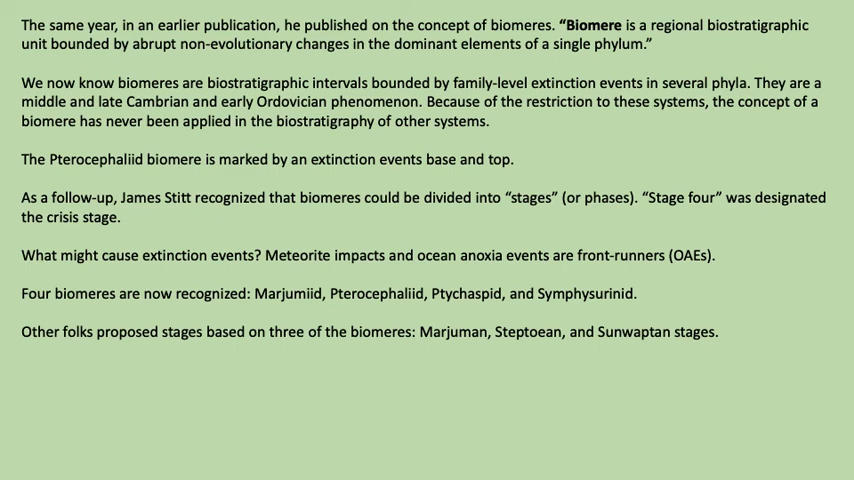 The same year, in an earlier publication, he published on the concept of biomeres. “Biomere is a regional biostratigraphic
unit bounded by abrupt non-evolutionary changes in the dominant elements of a single phylum.”
We now know biomeres are biostratigraphic intervals bounded by family-level extinction events in several phyla. They are a
middle and late Cambrian and early Ordovician phenomenon. Because of the restriction to these systems, the concept of a
biomere has never been applied in the biostratigraphy of other systems.
The Pterocephaliid biomere is marked by an extinction events base and top.
As a follow-up, James Stitt recognized that biomeres could be divided into “stages” (or phases). “Stage four” was designated
the crisis stage.
What might cause extinction events? Meteorite impacts and ocean anoxia events are front-runners (OAEs).
Four biomeres are now recognized: Marjumiid, Pterocephaliid, Ptychaspid, and Symphysurinid.
Other folks proposed stages based on three of the biomeres: Marjuman, Steptoean, and Sunwaptan stages.